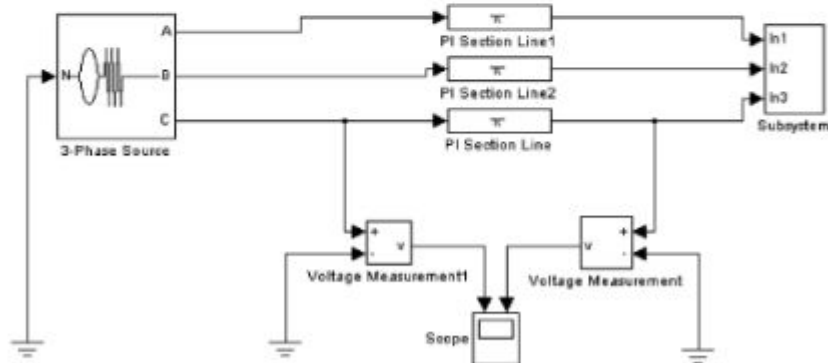 A
N
B
C
3-Phase Source
PI Section Line1
PI Section Line2
PI Section Line
In1
In2
In3
Subsystem
+
-
v
Voltage Measurement1
+
-
v
Voltage Measurement
Scope